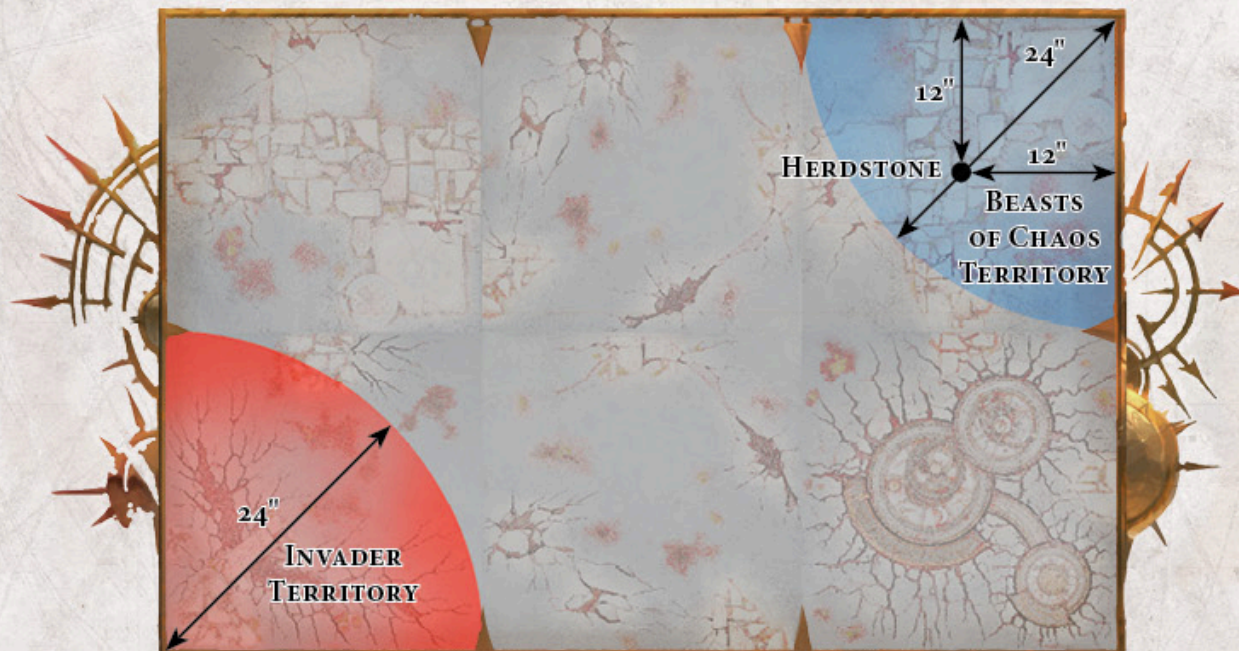 24"
12"
12"
Herdstone
Beasts
of Chaos
Territory
24"
Invader
Territory